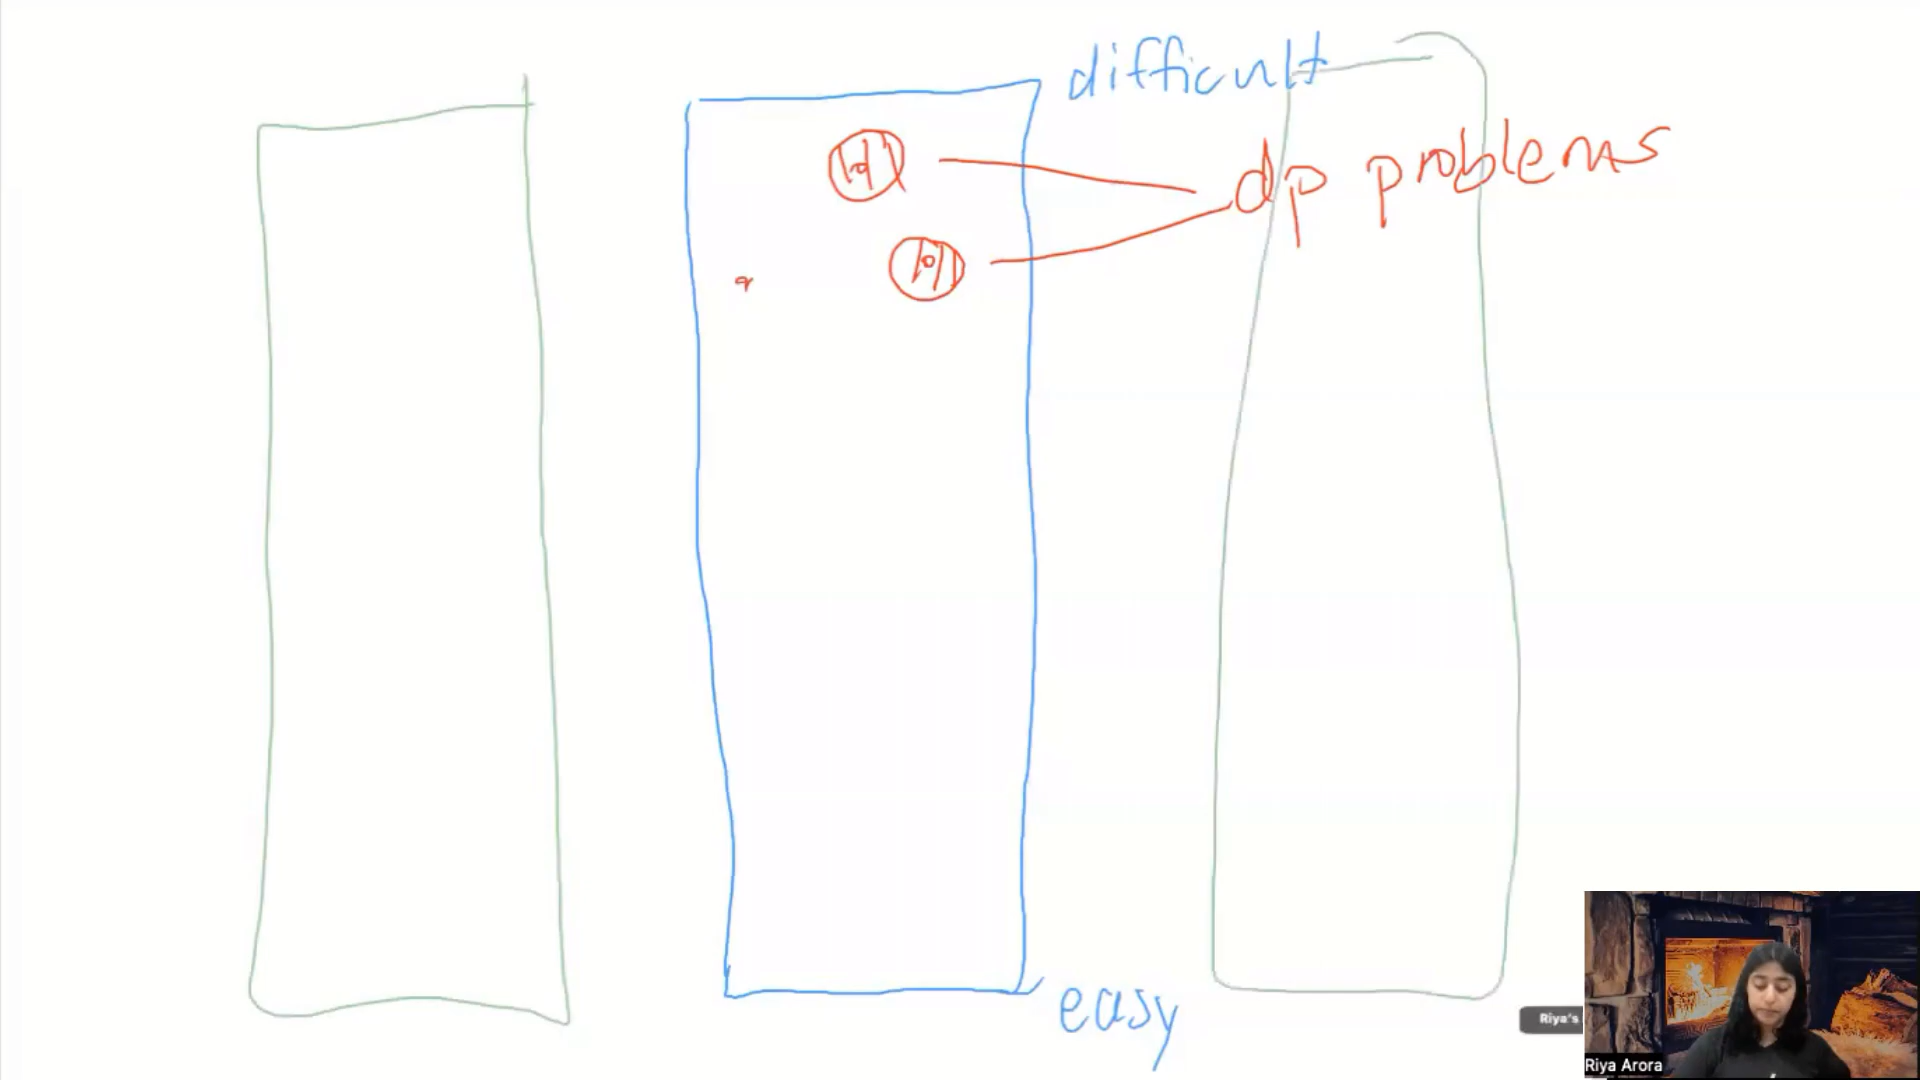 difficult
dp problems
easy
Riya's
Riya Arora